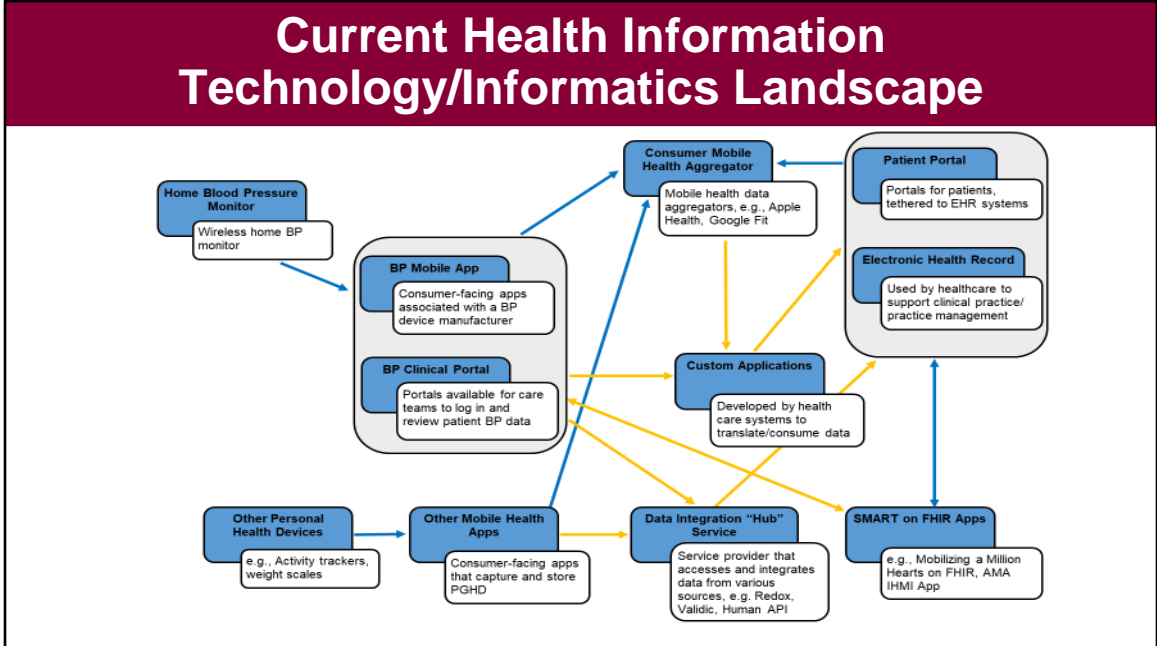 Current Health Information
Technology/Informatics Landscape
Home Blood Pressure
Monitor
Wireless home BP
monitor
BP Mobile App
Consumer-facing apps
associated with a BP
device manufacturer
BP Clinical Portal
Portals available for care
teams to log in and
review patient BP data
Consumer Mobile
Health Aggregator
Mobile health data
aggregators, e.g., Apple
Health, Google Fit
Patient Portal
Portals for patients,
tethered to EHR systems
Electronic Health Record
Used by healthcare to
support clinical practice/
practice management
Custom Applications
Developed by health
care systems to
translate/consume data
Other Personal
Health Devices
e.g., Activity trackers,
weight scales
Other Mobile Health
Apps
Consumer-facing apps
that capture and store
PGHD
Data Integration “Hub”
Service
Service provider that
accesses and integrates
data from various
sources, e.g. Redox,
Validic, Human API
SMART on FHIR Apps
e.g., Mobilizing a Million
Hearts on FHIR, AMA
IHMI App